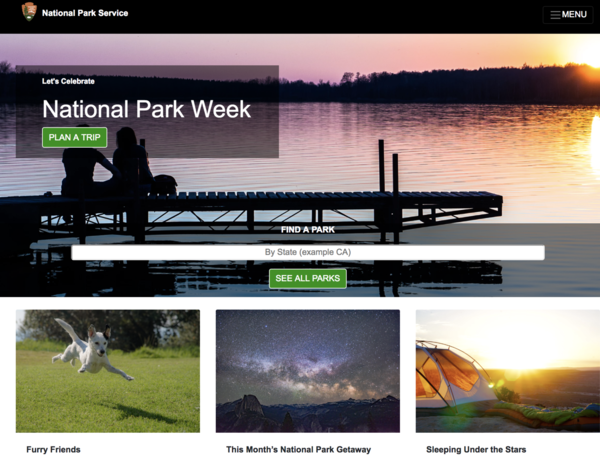 National Park Service
MENU
Let's Celebrate
National Park Week
PLAN A TRIP
FIND A PARK
By State (example CA)
SEE ALL PARKS
Furry Friends
This Month's National Park Getaway
Sleeping Under the Stars